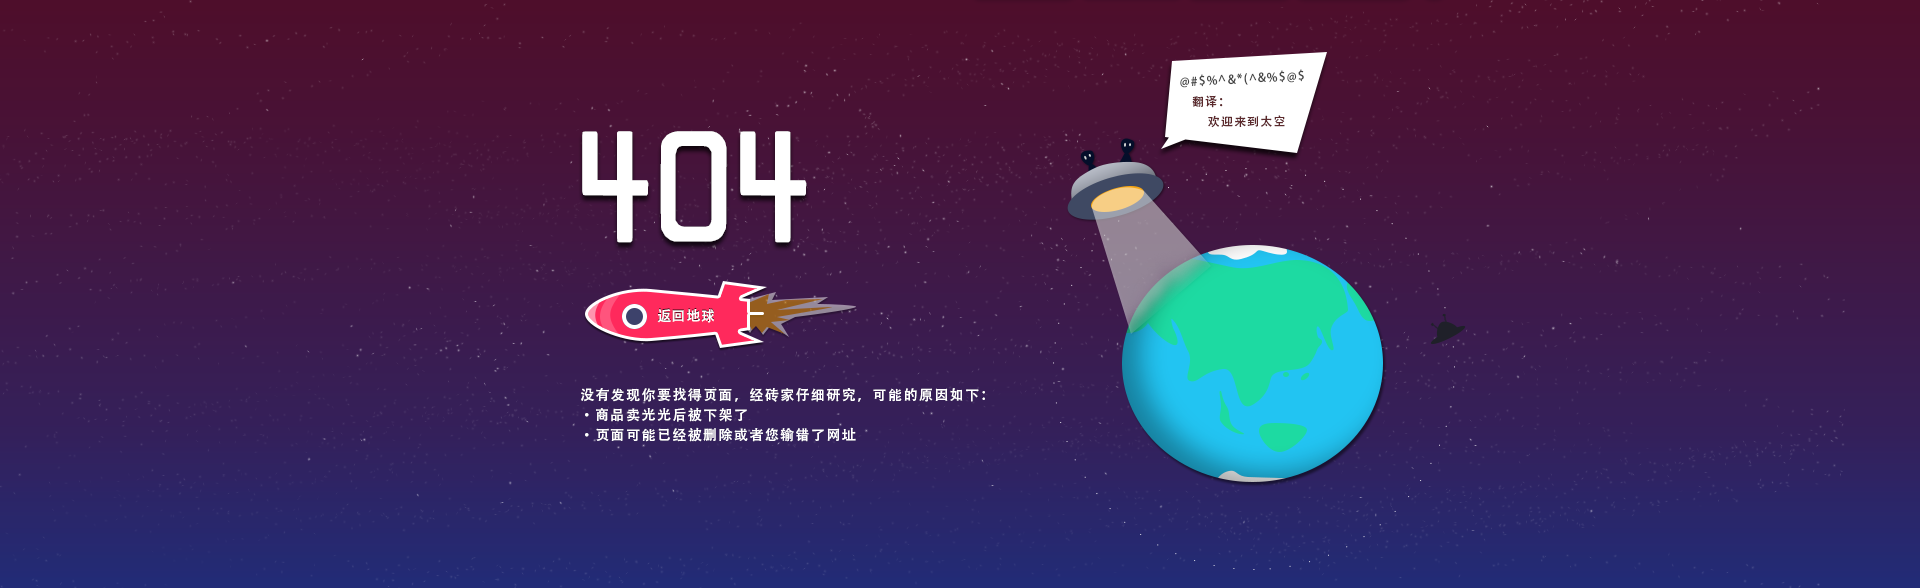 @#$%^&*(^&%$@$
翻译：
欢迎来到太空
404
返回地球
没有发现你要找得页面，经砖家仔细研究，可能的原因如下：
• 商品卖光光后被下架了
• 页面可能已经被删除或者您输错了网址